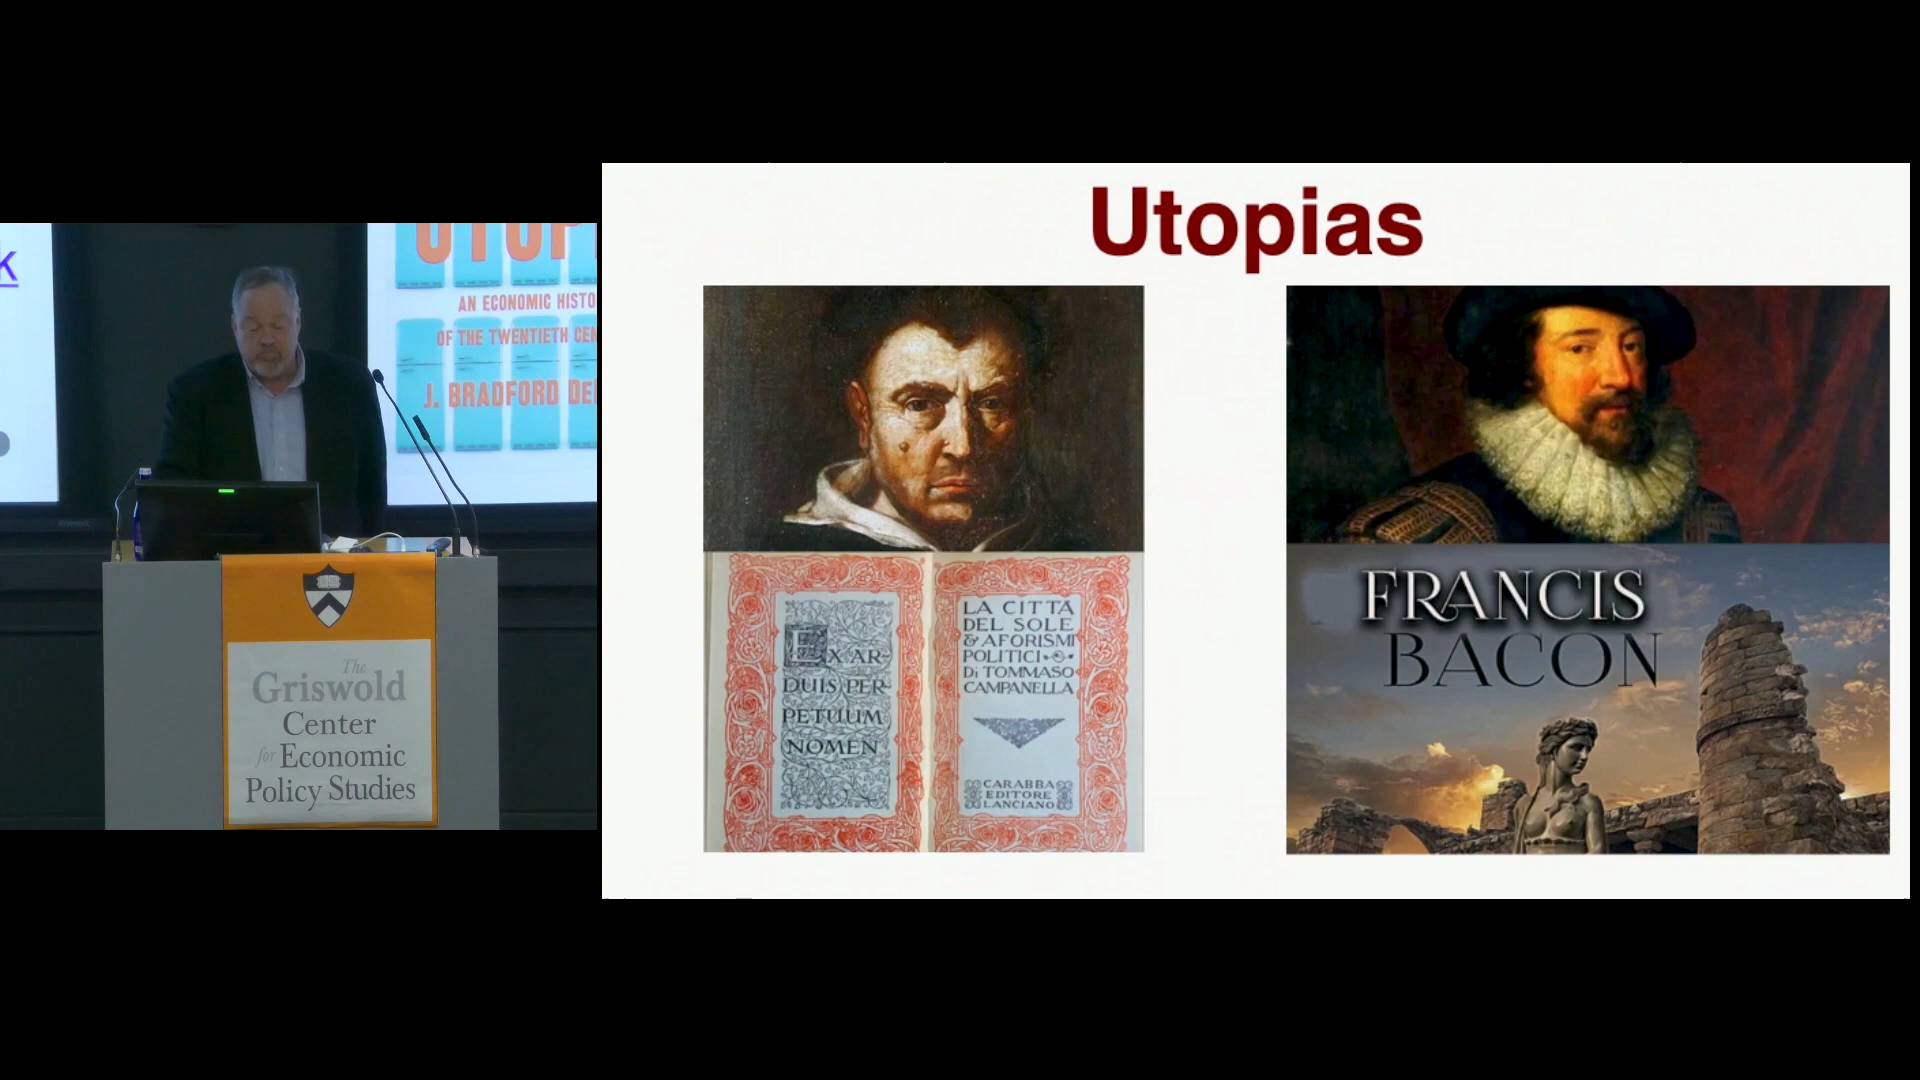 K
UTOPI
AN ECONOMIC HISTO
OF THE TWENTIETH CEN
J. BRADFORD DE
The
Griswold
Center
for Economic
Policy Studies
Utopias
EX AR-
DUIS PER-
PETUUM
NOMEN
LA CITTÀ
DEL SOLE
& AFORISMI
POLITICI
Di TOMMASO
CAMPANELLA
CARABBA
EDITORE
LANCIANO
FRANCIS
BACON